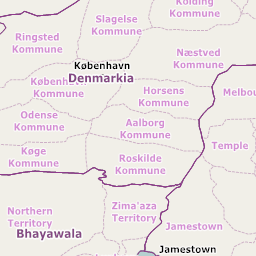 Kolding
Kommune
Slagelse
Kommune
Ringsted
Kommune
Næstved
Kommune
København
Denmarkia
Københ
Kommune
Horsens
Kommune
Melbou
Odense
Kommune
Aalborg
Kommune
Temple
Køge
Kommune
Roskilde
Kommune
Zima'aza
Territory
Northern
Territory
Jamestown
Bhayawala
Jamestown